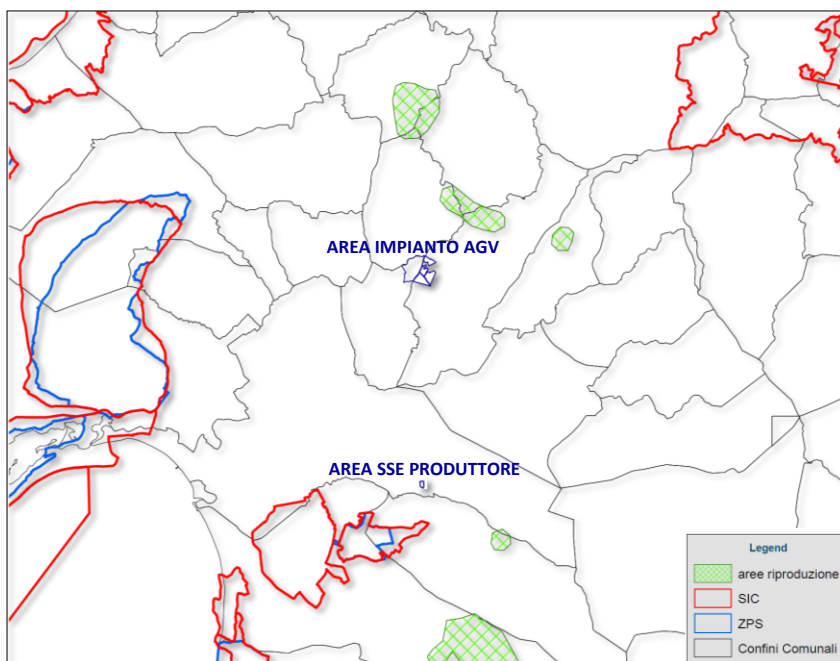 AREA IMPIANTO AGV
AREA SSE PRODUTTORE
Legend
aree riproduzione
SIC
ZPS
Confini Comunali